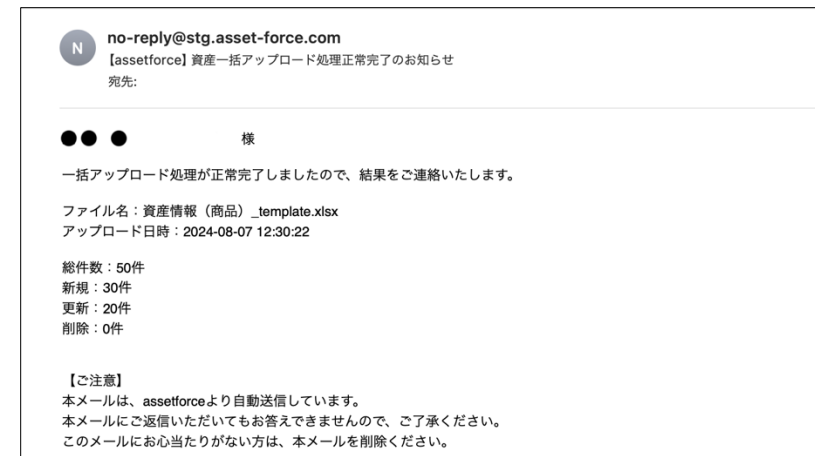 N
no-reply@stg.asset-force.com
【assetforce】資産一括アップロード処理正常完了のお知らせ
宛先:
●● ● 様
一括アップロード処理が正常完了しましたので、結果をご連絡いたします。
ファイル名：資産情報（商品）_template.xlsx
アップロード日時：2024-08-07 12:30:22
総件数：50件
新規：30件
更新：20件
削除：0件
【ご注意】
本メールは、assetforceより自動送信しています。
本メールにご返信いただいてもお答えできませんので、ご了承ください。
このメールにお心当たりがない方は、本メールを削除ください。